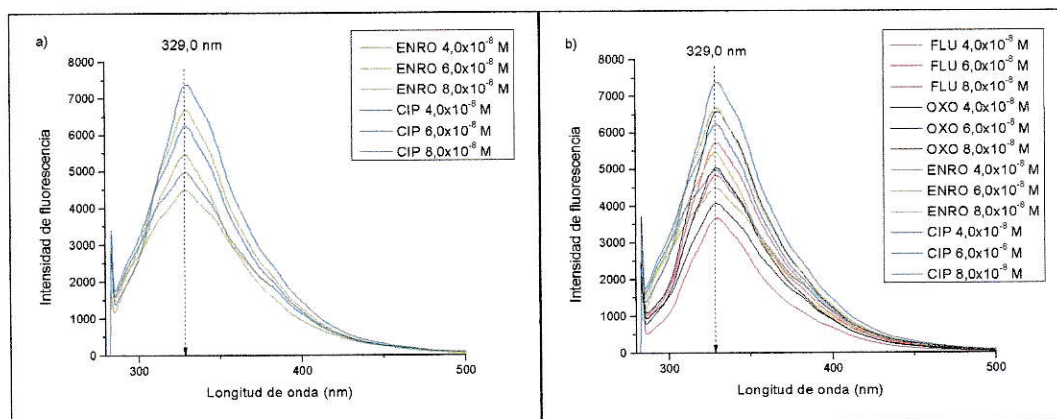 a)
329,0 nm
ENRO 4,0x10⁻⁸ M
ENRO 6,0x10⁻⁸ M
ENRO 8,0x10⁻⁸ M
CIP 4,0x10⁻⁸ M
CIP 6,0x10⁻⁸ M
CIP 8,0x10⁻⁸ M
8000
7000
6000
5000
4000
3000
2000
1000
0
Intensidad de fluorescencia
300
400
500
Longitud de onda (nm)
b)
329,0 nm
FLU 4,0x10⁻⁸ M
FLU 6,0x10⁻⁸ M
FLU 8,0x10⁻⁸ M
OXO 4,0x10⁻⁸ M
OXO 6,0x10⁻⁸ M
OXO 8,0x10⁻⁸ M
ENRO 4,0x10⁻⁸ M
ENRO 6,0x10⁻⁸ M
ENRO 8,0x10⁻⁸ M
CIP 4,0x10⁻⁸ M
CIP 6,0x10⁻⁸ M
CIP 8,0x10⁻⁸ M
8000
7000
6000
5000
4000
3000
2000
1000
0
Intensidad de fluorescencia
300
400
500
Longitud de onda (nm)